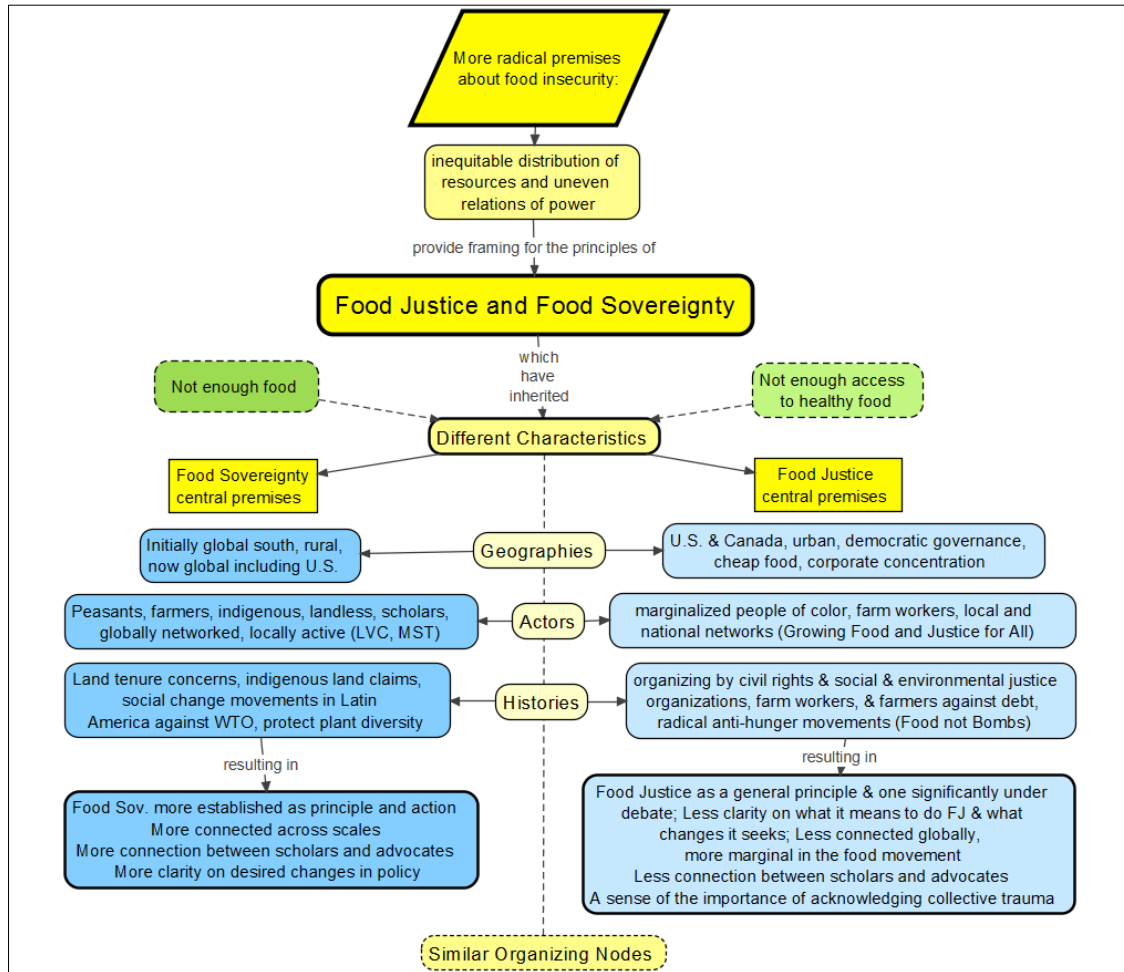 More radical premises
about food insecurity:
inequitable distribution of
resources and uneven
relations of power
provide framing for the principles of
Food Justice and Food Sovereignty
which
have
inherited
Not enough food
Not enough access
to healthy food
Different Characteristics
Food Sovereignty
central premises
Food Justice
central premises
Initially global south, rural,
now global including U.S.
Geographies
U.S. & Canada, urban, democratic governance,
cheap food, corporate concentration
Peasants, farmers, indigenous, landless, scholars,
globally networked, locally active (LVC, MST)
Actors
marginalized people of color, farm workers, local and
national networks (Growing Food and Justice for All)
Land tenure concerns, indigenous land claims,
social change movements in Latin
America against WTO, protect plant diversity
Histories
organizing by civil rights & social & environmental justice
organizations, farm workers, & farmers against debt,
radical anti-hunger movements (Food not Bombs)
resulting in
resulting in
Food Sov. more established as principle and action
More connected across scales
More connection between scholars and advocates
More clarity on desired changes in policy
Food Justice as a general principle & one significantly under
debate; Less clarity on what it means to do FJ & what
changes it seeks; Less connected globally,
more marginal in the food movement
Less connection between scholars and advocates
A sense of the importance of acknowledging collective trauma
Similar Organizing Nodes